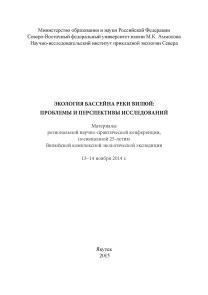 Министерство образования и науки Российской Федерации
Северо-Восточный федеральный университет имени М.К. Аммосова
Научно-исследовательский институт прикладной экологии Севера
ЭКОЛОГИЯ БАССЕЙНА РЕКИ ВИЛЮЙ:
ПРОБЛЕМЫ И ПЕРСПЕКТИВЫ ИССЛЕДОВАНИЙ
Материалы
региональной научно-практической конференции,
посвященной 25-летию
Вилюйской комплексной экологической экспедиции
13–14 ноября 2014 г.
Якутск
2015